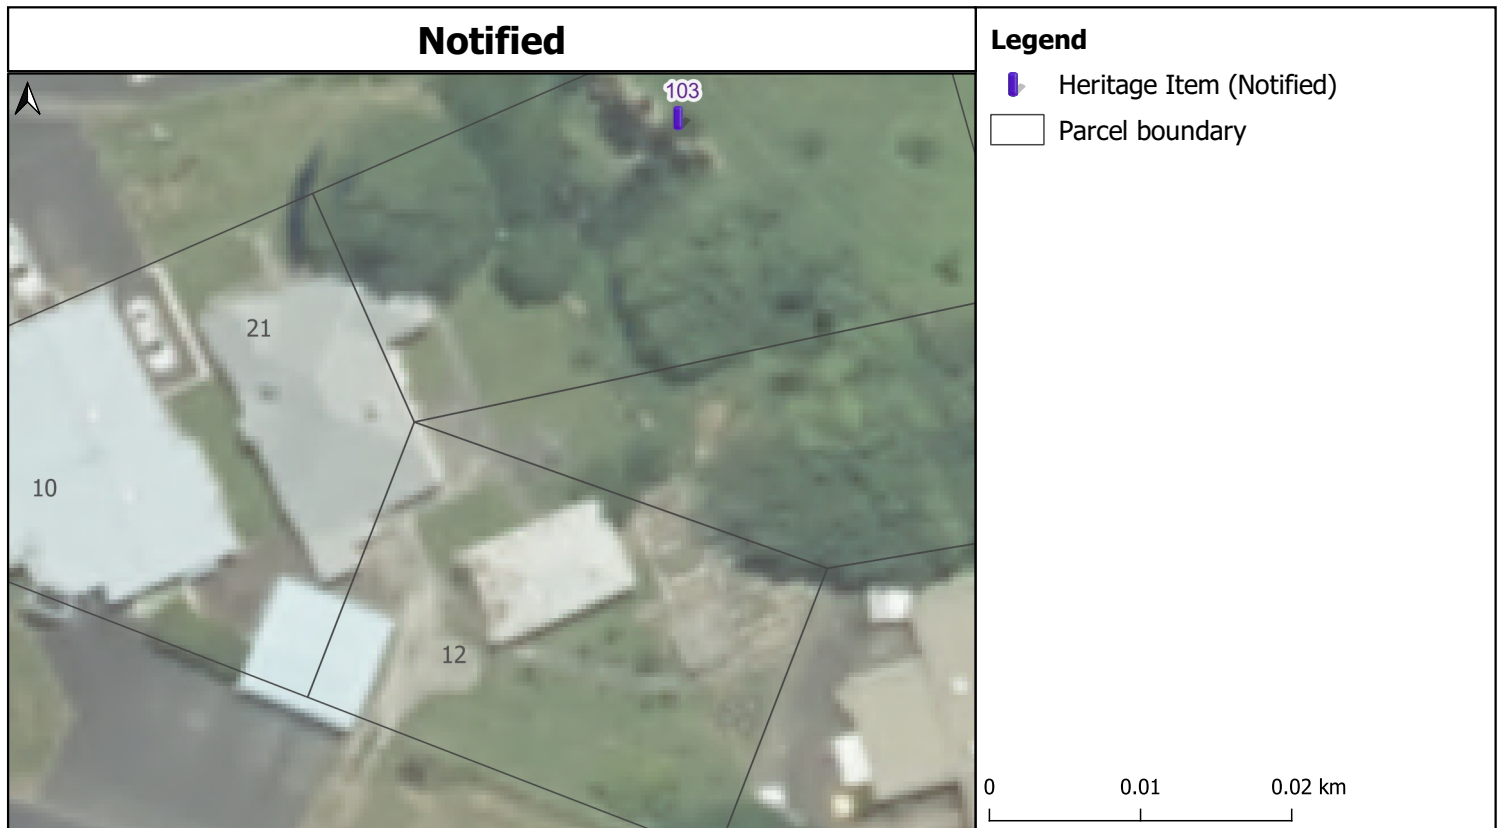 Notified
103
21
10
12
Legend
Heritage Item (Notified)
Parcel boundary
0 0.01 0.02 km